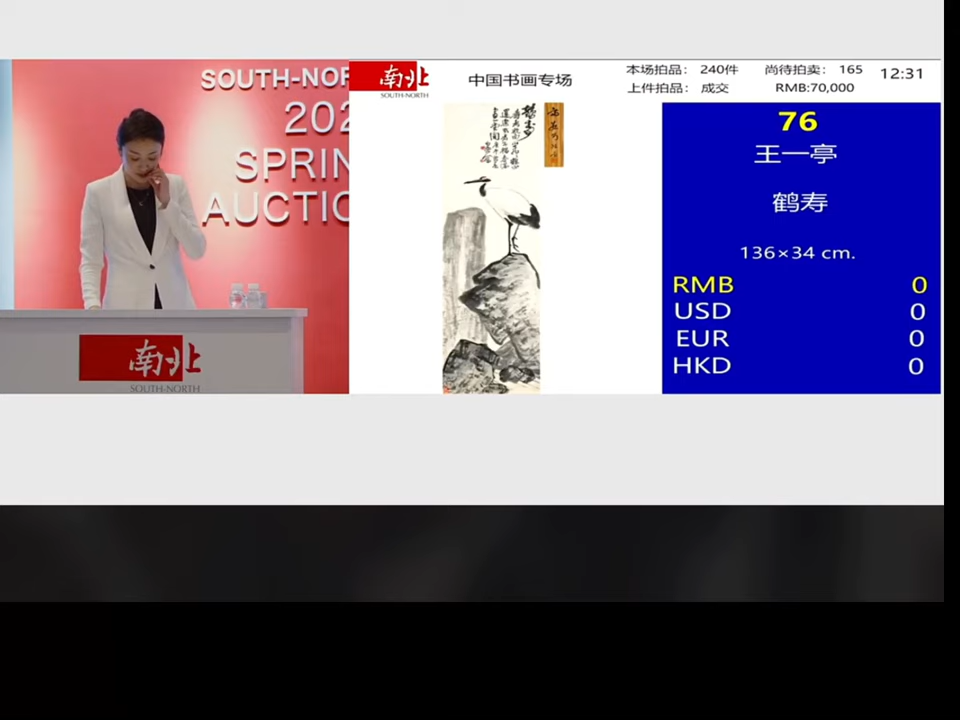 SOUTH-NOR
202
SPRIN
AUCTIO
南北
SOUTH-NORTH
南北
SOUTH-NORTH
中国书画专场
本场拍品： 240件 尚待拍卖： 165
上件拍品： 成交 RMB:70,000
12:31
鹤寿
76
王一亭
鹤寿
136×34 cm.
RMB 0
USD 0
EUR 0
HKD 0